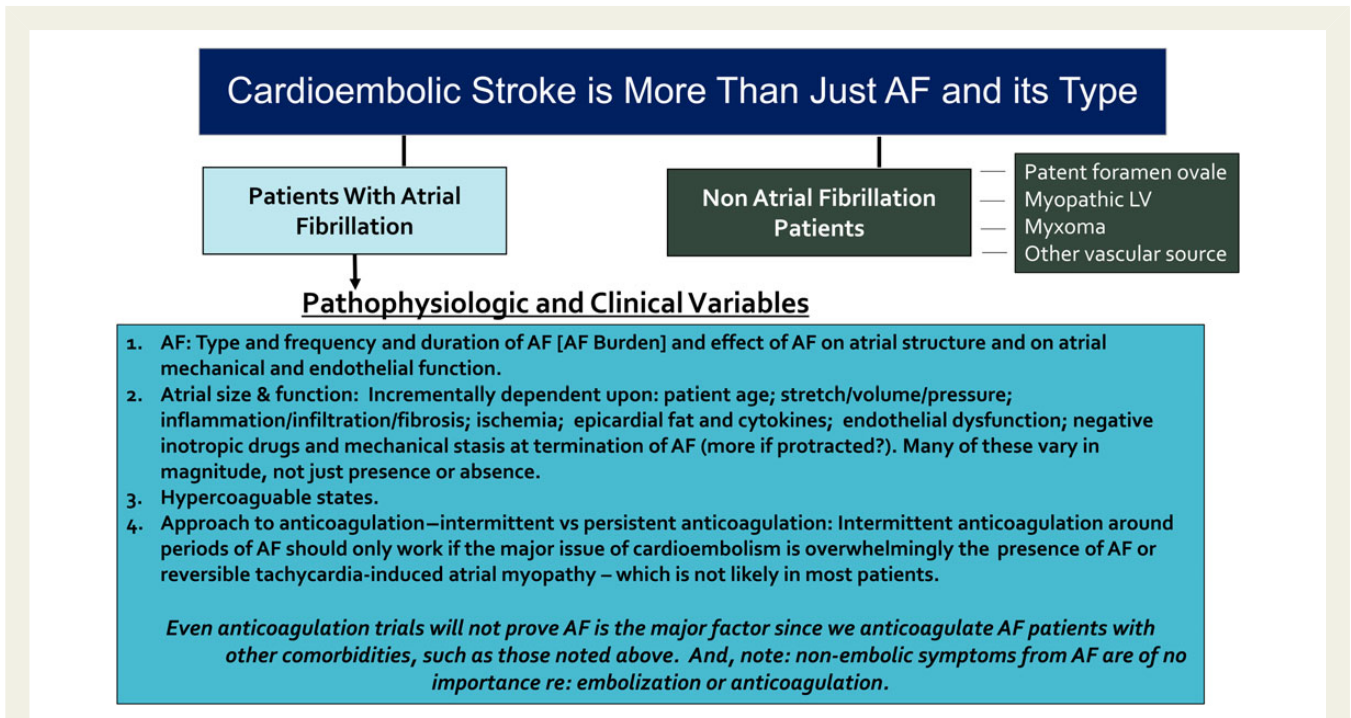 Cardioembolic Stroke is More Than Just AF and its Type
Patients With Atrial
Fibrillation
Non Atrial Fibrillation
Patients
Patent foramen ovale
Myopathic LV
Myxoma
Other vascular source
Pathophysiologic and Clinical Variables
1. AF: Type and frequency and duration of AF [AF Burden] and effect of AF on atrial structure and on atrial
mechanical and endothelial function.
2. Atrial size & function: Incrementally dependent upon: patient age; stretch/volume/pressure;
inflammation/infiltration/fibrosis; ischemia; epicardial fat and cytokines; endothelial dysfunction; negative
inotropic drugs and mechanical stasis at termination of AF (more if protracted?). Many of these vary in
magnitude, not just presence or absence.
3. Hypercoaguable states.
4. Approach to anticoagulation–intermittent vs persistent anticoagulation: Intermittent anticoagulation around
periods of AF should only work if the major issue of cardioembolism is overwhelmingly the presence of AF or
reversible tachycardia-induced atrial myopathy – which is not likely in most patients.
Even anticoagulation trials will not prove AF is the major factor since we anticoagulate AF patients with
other comorbidities, such as those noted above. And, note: non-embolic symptoms from AF are of no
importance re: embolization or anticoagulation.